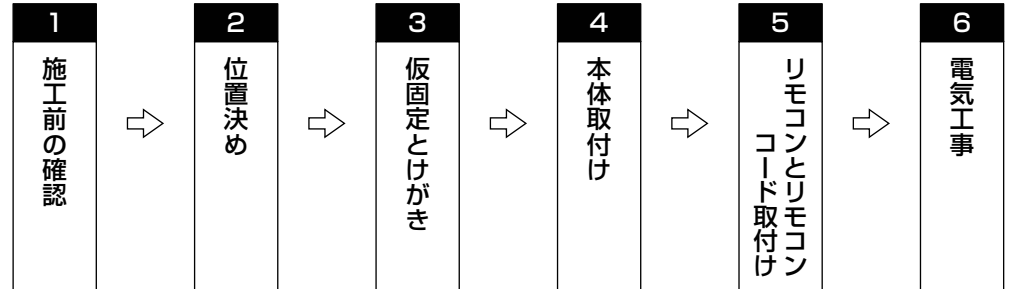 1
施工前の確認
2
位置決め
3
仮固定とけがき
4
本体取付け
5
リモコンとリモコン
コード取付け
6
電気工事